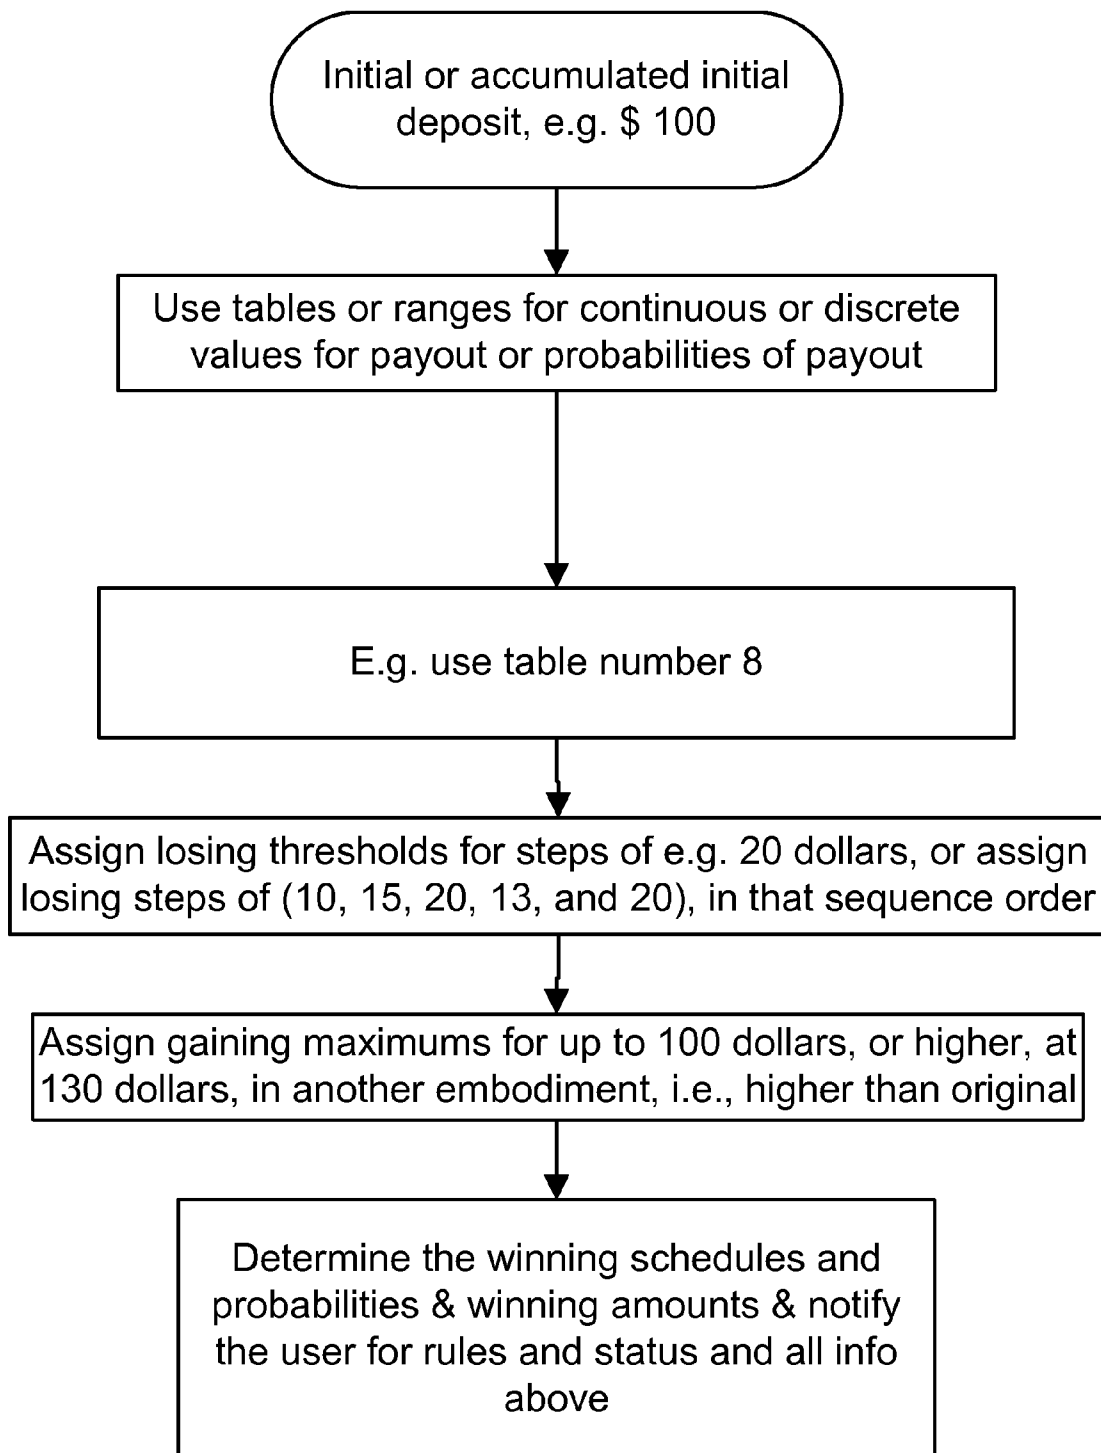 Initial or accumulated initial
deposit, e.g. $ 100
Use tables or ranges for continuous or discrete
values for payout or probabilities of payout
E.g. use table number 8
Assign losing thresholds for steps of e.g. 20 dollars, or assign
losing steps of (10, 15, 20, 13, and 20), in that sequence order
Assign gaining maximums for up to 100 dollars, or higher, at
130 dollars, in another embodiment, i.e., higher than original
Determine the winning schedules and
probabilities & winning amounts & notify
the user for rules and status and all info
above